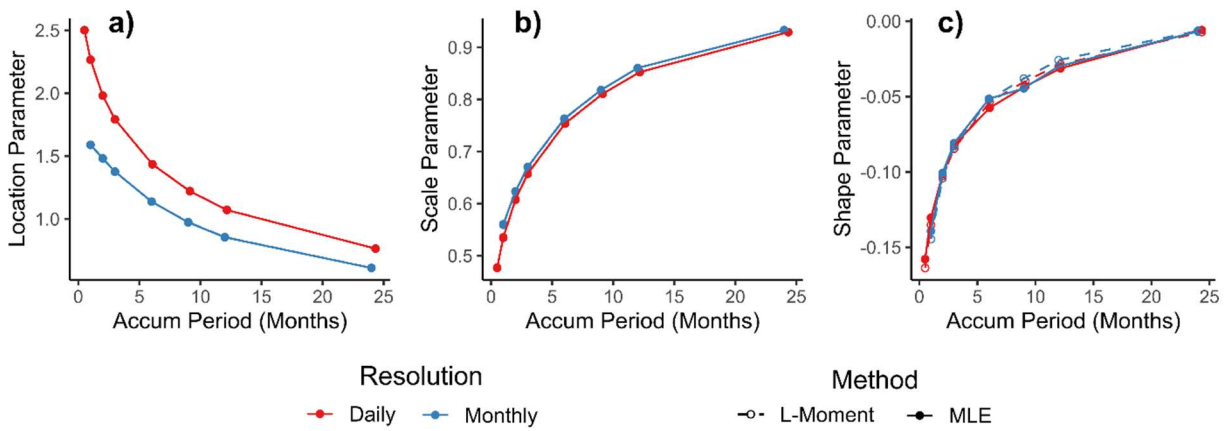 a)
2.5
2.0
1.5
1.0
Location Parameter
0 5 10 15 20 25
Accum Period (Months)
b)
0.9
0.8
0.7
0.6
0.5
Scale Parameter
0 5 10 15 20 25
Accum Period (Months)
c)
0.00
-0.05
-0.10
-0.15
Shape Parameter
0 5 10 15 20 25
Accum Period (Months)
Resolution
Daily Monthly
Method
L-Moment MLE